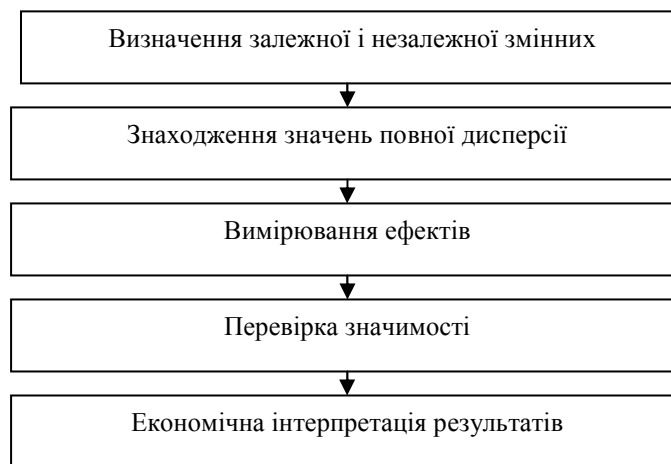 Визначення залежної і незалежної змінних
Знаходження значень повної дисперсії
Вимірювання ефектів
Перевірка значимості
Економічна інтерпретація результатів